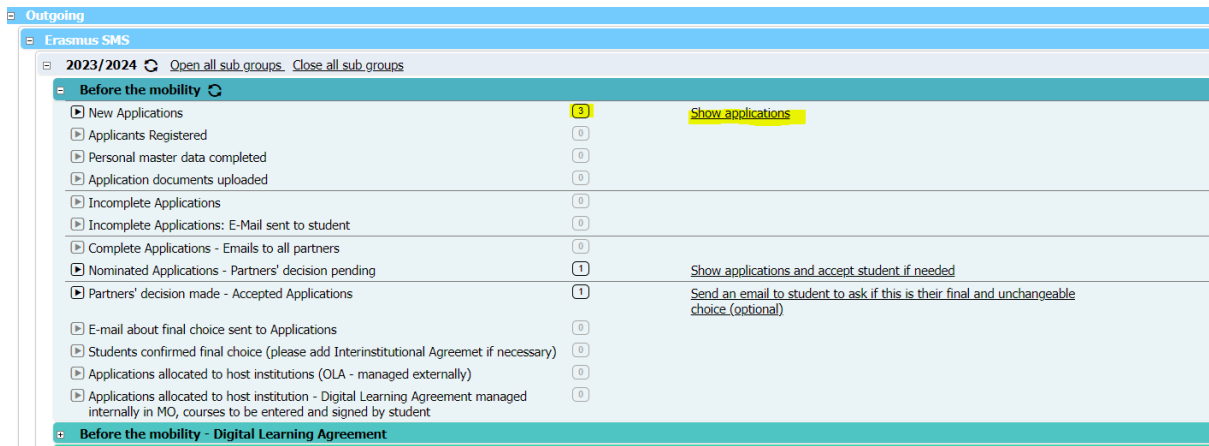 Outgoing
Erasmus SMS
2023/2024 Open all sub groups Close all sub groups
Before the mobility
New Applications 3 Show applications
Applicants Registered 0
Personal master data completed 0
Application documents uploaded 0
Incomplete Applications 0
Incomplete Applications: E-Mail sent to student 0
Complete Applications - Emails to all partners 0
Nominated Applications - Partners' decision pending 1 Show applications and accept student if needed
Partners' decision made - Accepted Applications 1 Send an email to student to ask if this is their final and unchangeable
choice (optional)
E-mail about final choice sent to Applications 0
Students confirmed final choice (please add Interinstitutional Agreemet if necessary) 0
Applications allocated to host institutions (OLA - managed externally) 0
Applications allocated to host institution - Digital Learning Agreement managed 0
internally in MO, courses to be entered and signed by student
Before the mobility - Digital Learning Agreement